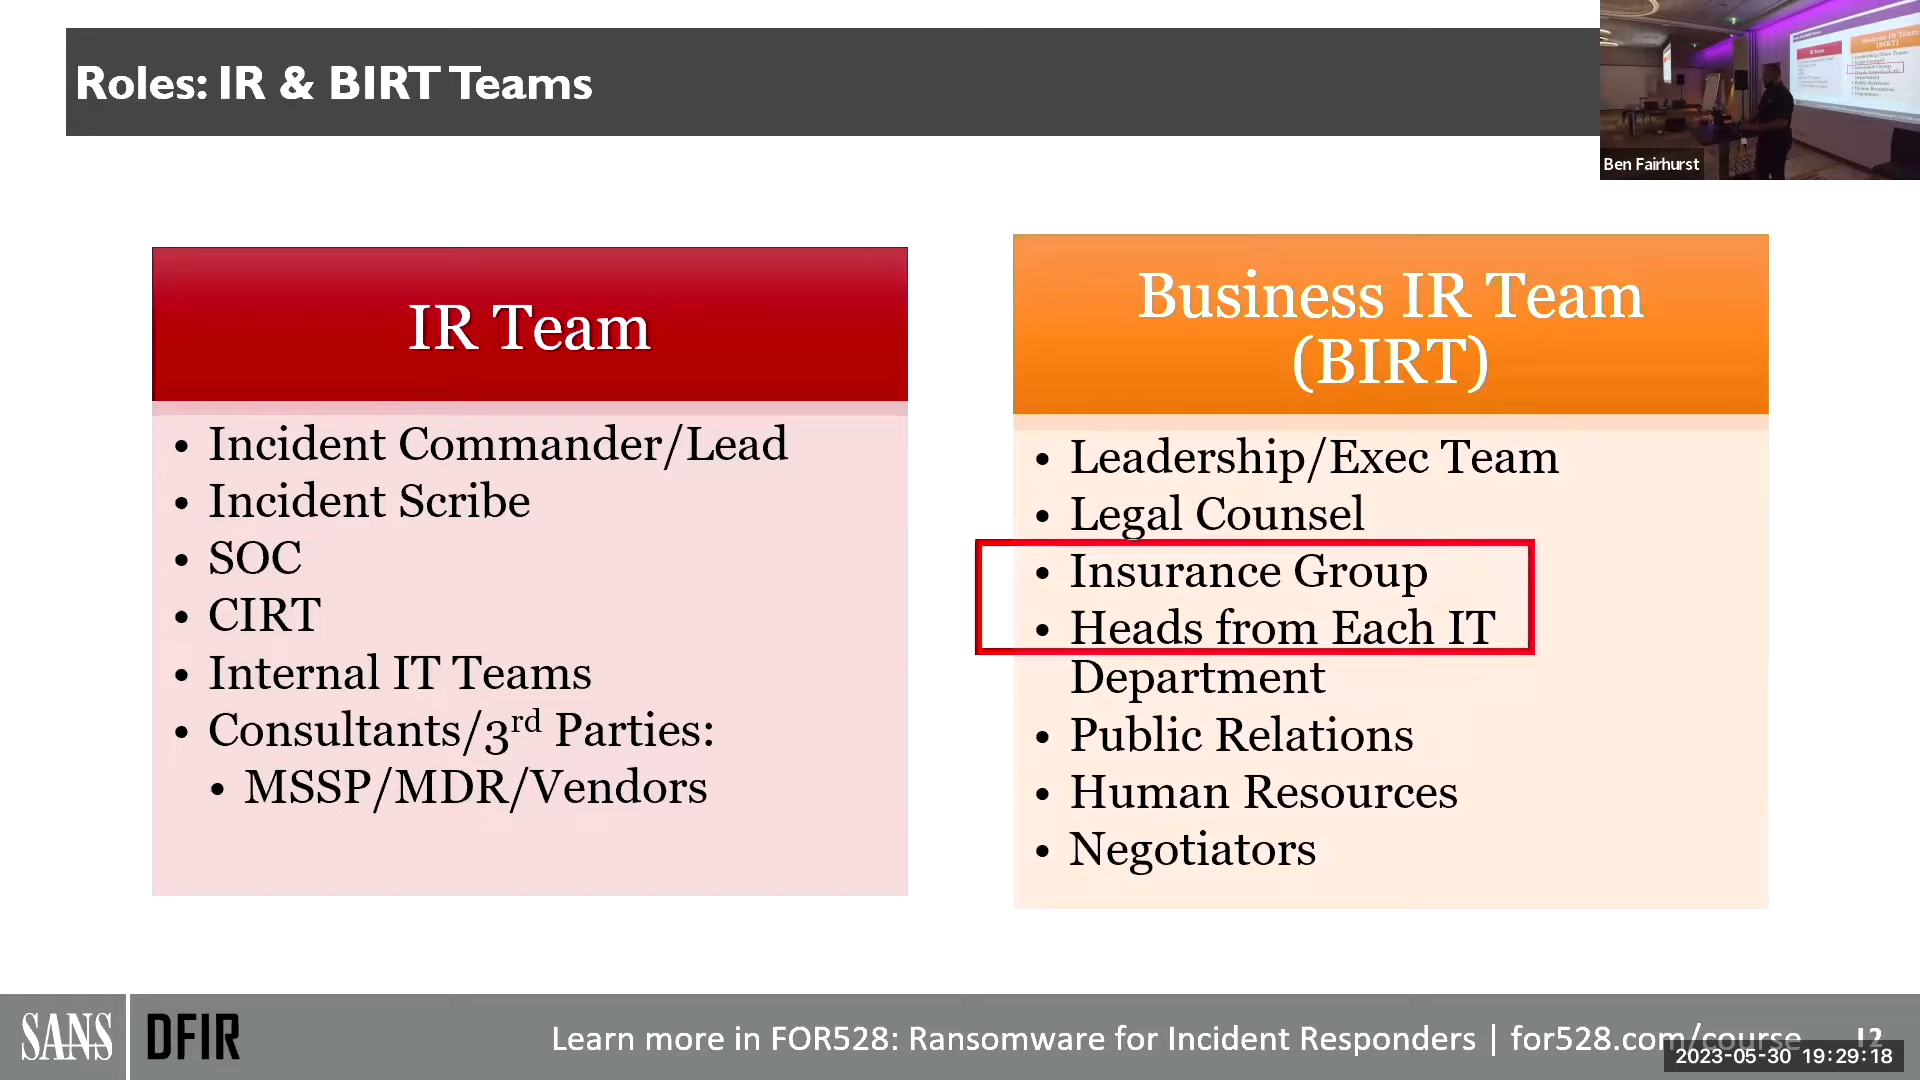 Roles: IR & BIRT Teams
Ben Fairhurst
IR Team
• Incident Commander/Lead
• Incident Scribe
• SOC
• CIRT
• Internal IT Teams
• Consultants/3rd Parties:
• MSSP/MDR/Vendors
Business IR Team
(BIRT)
• Leadership/Exec Team
• Legal Counsel
• Insurance Group
• Heads from Each IT
Department
• Public Relations
• Human Resources
• Negotiators
SANS DFIR
Learn more in FOR528: Ransomware for Incident Responders | for528.com/course
12
2023-05-30 19:29:18